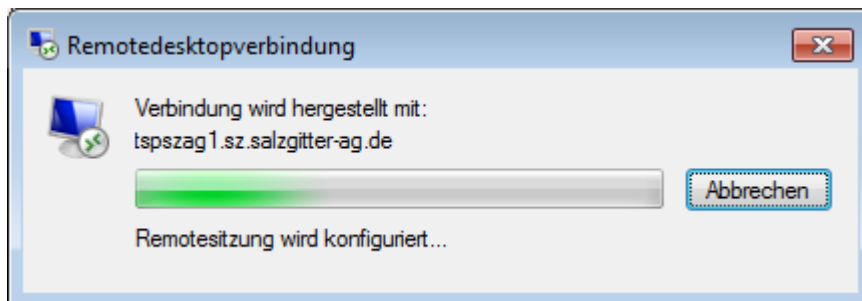 Remotedesktopverbindung
Verbindung wird hergestellt mit:
tspszag1.sz.salzgitter-ag.de
Abbrechen
Remotesitzung wird konfiguriert...